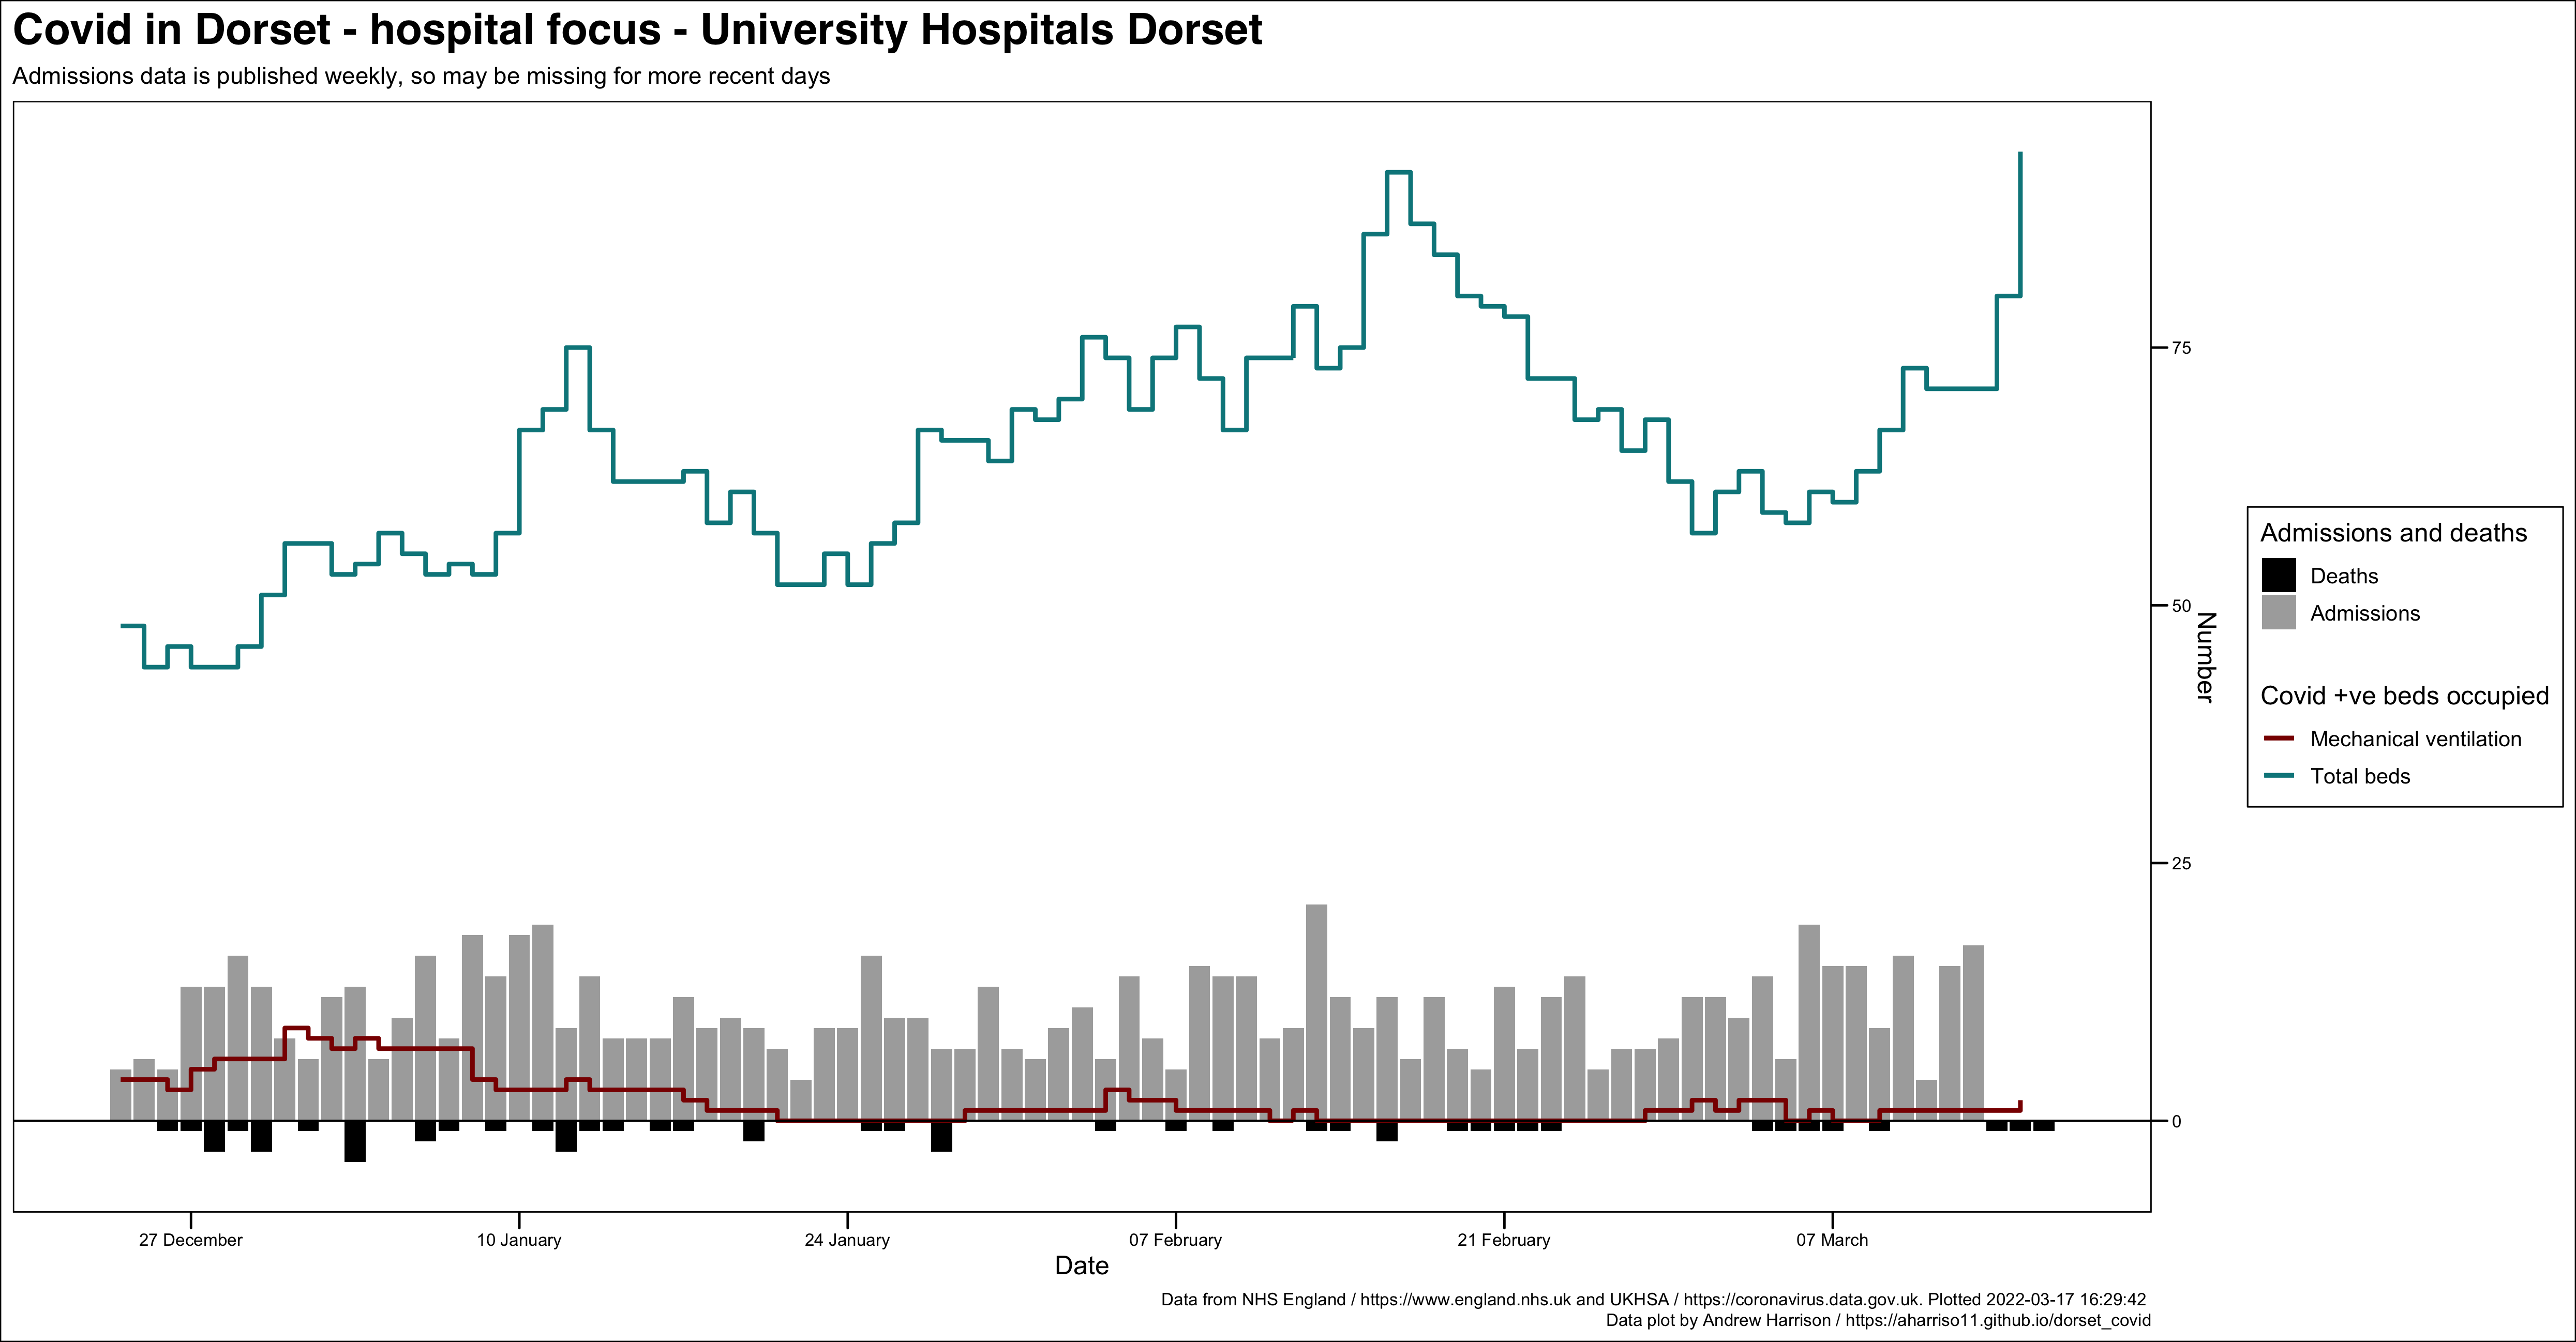 Covid in Dorset - hospital focus - University Hospitals Dorset
Admissions data is published weekly, so may be missing for more recent days
75
50
25
0
Number
Admissions and deaths
Deaths
Admissions
Covid +ve beds occupied
Mechanical ventilation
Total beds
27 December
10 January
24 January
07 February
21 February
07 March
Date
Data from NHS England / https://www.england.nhs.uk and UKHSA / https://coronavirus.data.gov.uk. Plotted 2022-03-17 16:29:42
Data plot by Andrew Harrison / https://aharriso11.github.io/dorset_covid